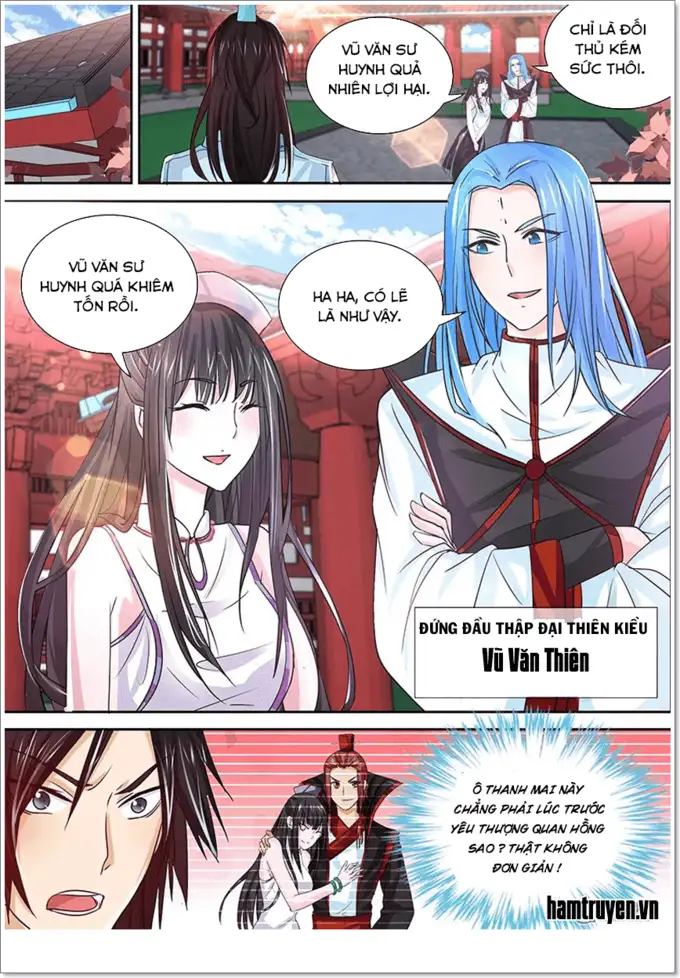 VŨ VĂN SƯ
HUYNH QUẢ
NHIÊN LỢI HẠI.
CHỈ LÀ ĐỐI
THỦ KÉM
SỨC THÔI.
VŨ VĂN SƯ
HUYNH QUÁ KHIÊM
TỐN RỒI.
HA HA, CÓ LẼ
LÀ NHƯ VẬY.
ĐỨNG ĐẦU THẬP ĐẠI THIÊN KIỀU
Vũ Văn Thiên
Ô THANH MAI NÀY
CHẲNG PHẢI LÚC TRƯỚC
YÊU THƯỢNG QUAN HỒNG
SAO? THẬT KHÔNG
ĐƠN GIẢN!
hamtruyen.vn